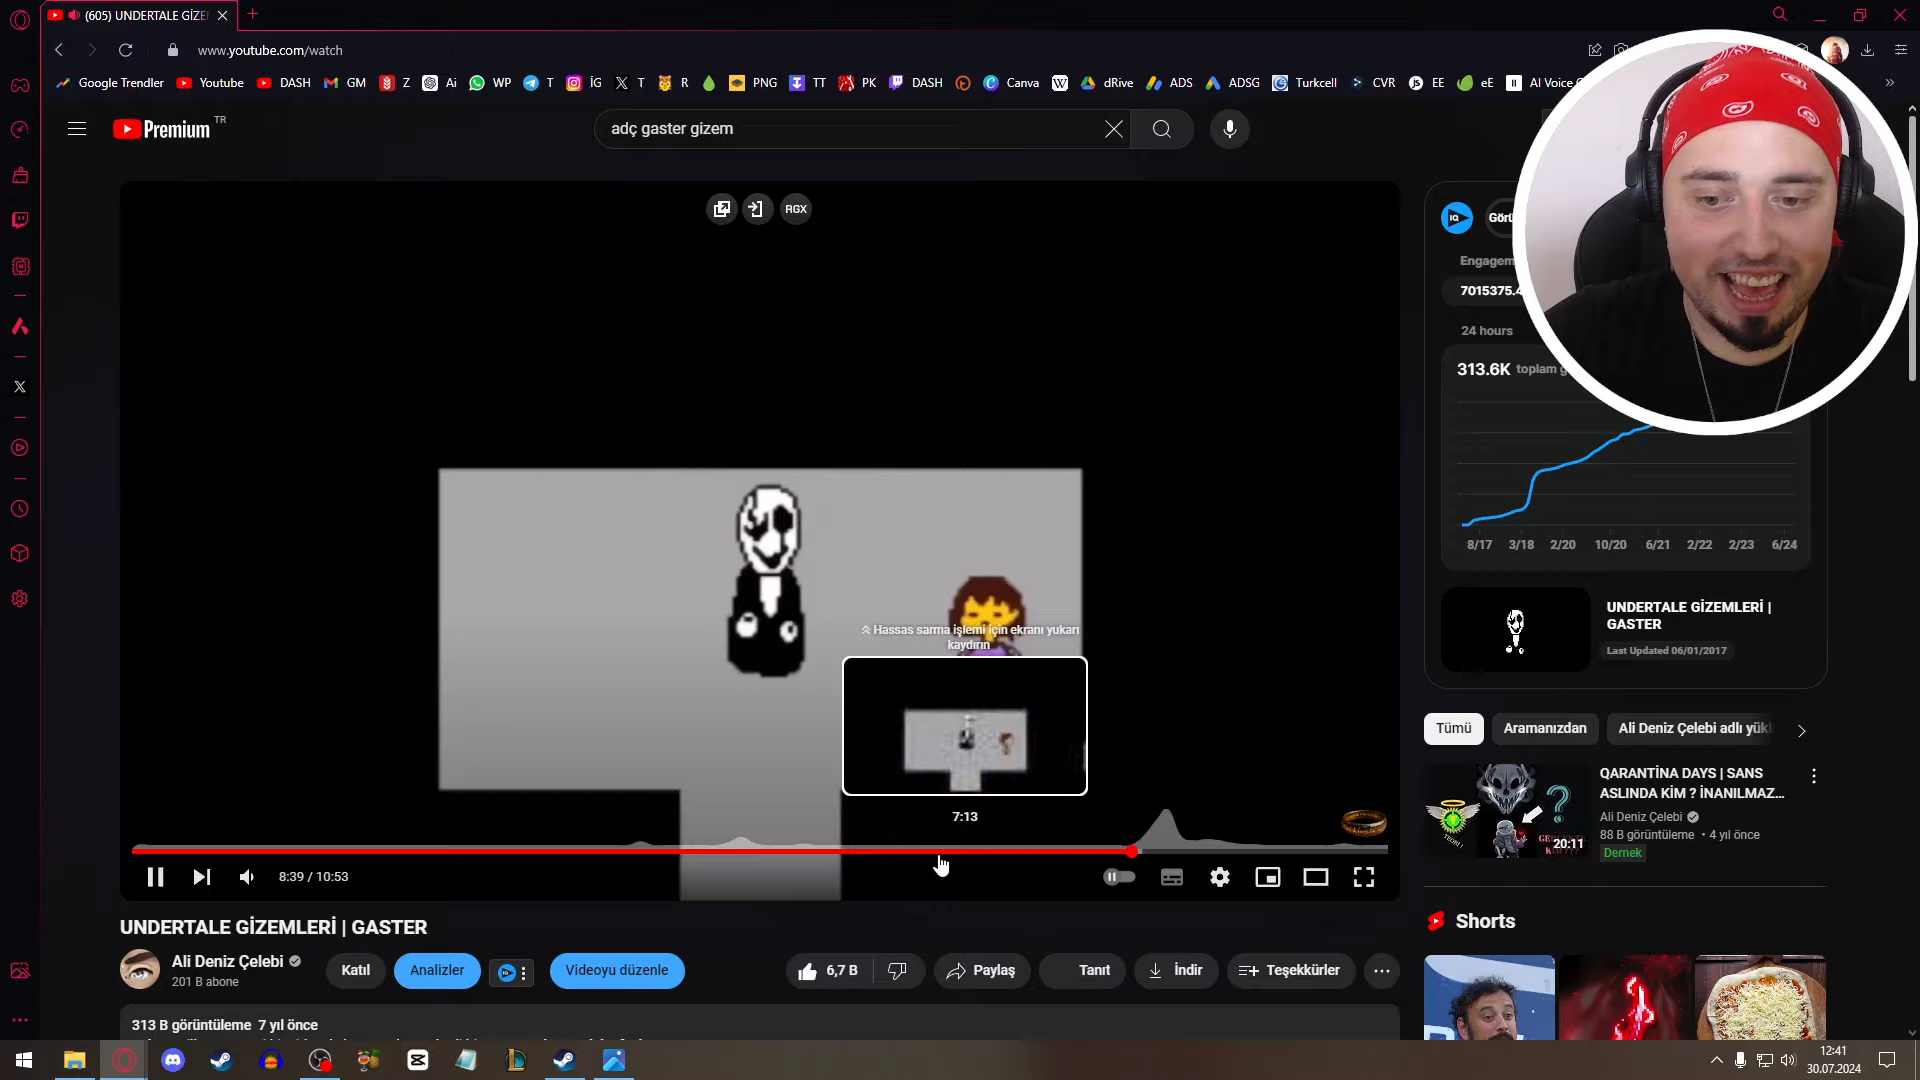 (605) UNDERTALE GİZE
www.youtube.com/watch
Google Trendler
Youtube
DASH
GM
Z
Ai
WP
T
İG
T
R
PNG
TT
PK
DASH
Canva
dRive
ADS
ADSG
Turkcell
CVR
EE
eE
AI Voice
Premium
TR
adç gaster gizem
RGX
Engagem
7015375.4
24 hours
313.6K toplam
8/17 3/18 2/20 10/20 6/21 2/22 2/23 6/24
UNDERTALE GİZEMLERİ |
GASTER
Last Updated 06/01/2017
Hassas sarma işlemi için ekranı yukarı
kaydırın
7:13
8:39 / 10:53
Tümü
Aramanızdan
Ali Deniz Çelebi adlı yükl
QARANTİNA DAYS | SANS
ASLINDA KİM ? İNANILMAZ...
Ali Deniz Çelebi
88 B görüntüleme • 4 yıl önce
Dernek
20:11
Shorts
UNDERTALE GİZEMLERİ | GASTER
Ali Deniz Çelebi
201 B abone
Katıl
Analizler
Videoyu düzenle
6,7 B
Paylaş
Tanıt
İndir
Teşekkürler
313 B görüntüleme 7 yıl önce
12:41
30.07.2024